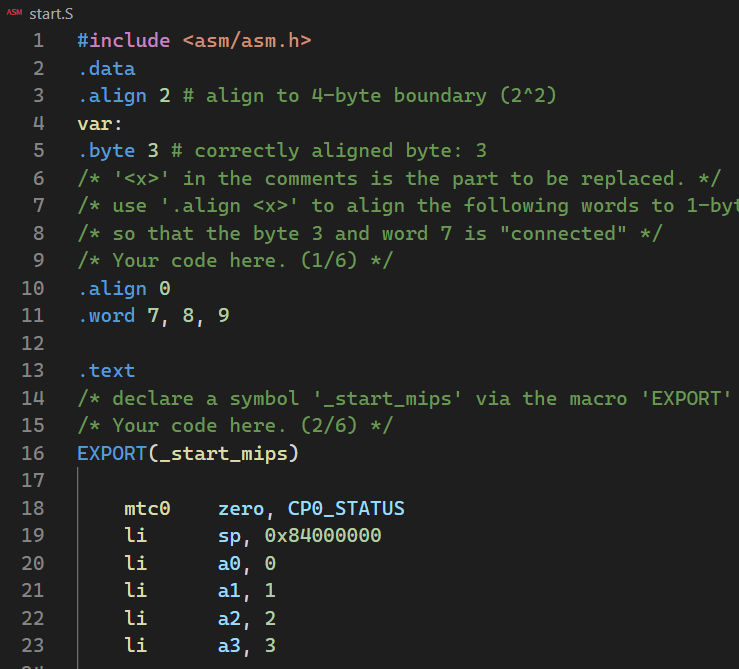 ASM start.S
1 #include <asm/asm.h>
2 .data
3 .align 2 # align to 4-byte boundary (2^2)
4 var:
5 .byte 3 # correctly aligned byte: 3
6 /* '<x>' in the comments is the part to be replaced. */
7 /* use '.align <x>' to align the following words to 1-byt
8 /* so that the byte 3 and word 7 is "connected" */
9 /* Your code here. (1/6) */
10 .align 0
11 .word 7, 8, 9
12
13 .text
14 /* declare a symbol '_start_mips' via the macro 'EXPORT'
15 /* Your code here. (2/6) */
16 EXPORT(_start_mips)
17
18 mtc0 zero, CP0_STATUS
19 li sp, 0x84000000
20 li a0, 0
21 li a1, 1
22 li a2, 2
23 li a3, 3